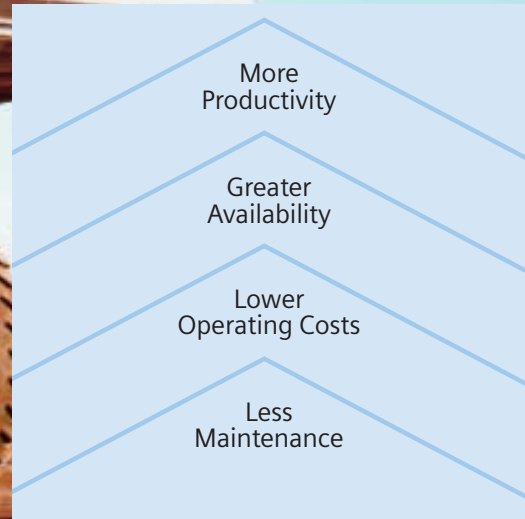 More
Productivity
Greater
Availability
Lower
Operating Costs
Less
Maintenance